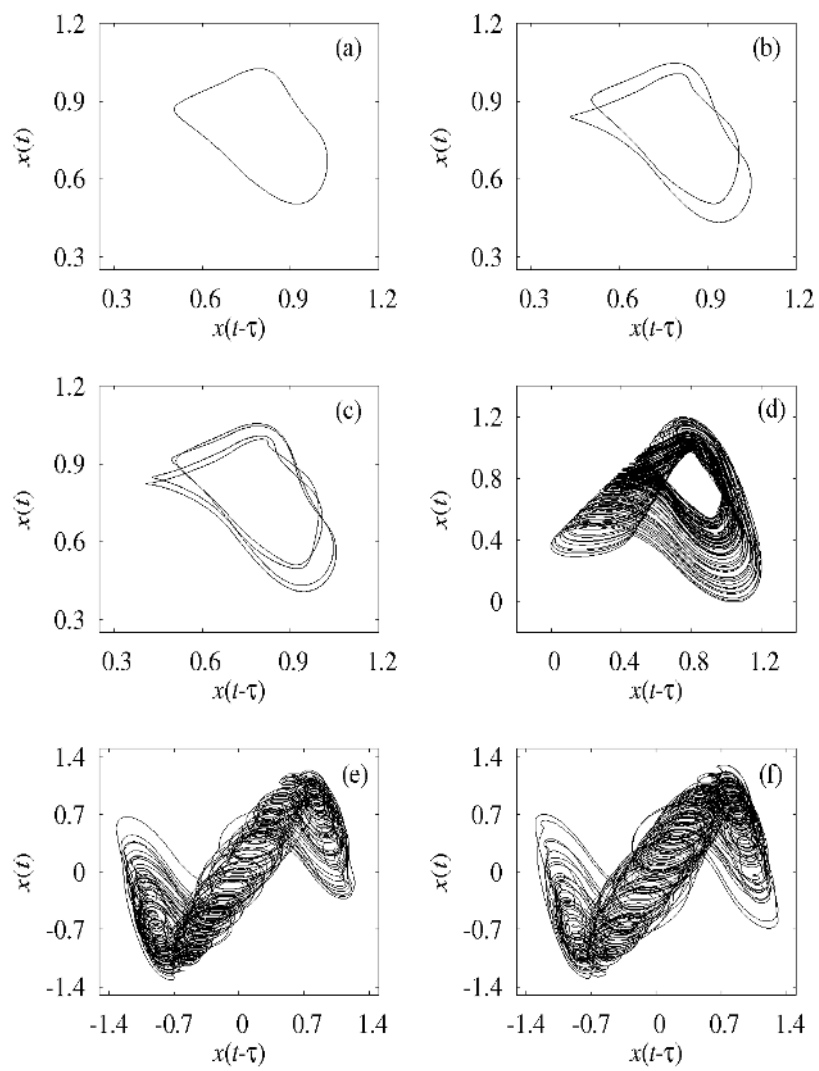 1.2 (a) 1.2 (b)
0.9 0.9
x(t) x(t)
0.6 0.6
0.3 0.3
0.3 0.6 0.9 1.2 0.3 0.6 0.9 1.2
x(t-τ) x(t-τ)
1.2 (c) 1.2 (d)
0.9 0.8
x(t) x(t)
0.6 0.4
0.3 0
0.3 0.6 0.9 1.2 0 0.4 0.8 1.2
x(t-τ) x(t-τ)
1.4 (e) 1.4 (f)
0.7 0.7
x(t) 0 x(t) 0
-0.7 -0.7
-1.4 -1.4
-1.4 -0.7 0 0.7 1.4 -1.4 -0.7 0 0.7 1.4
x(t-τ) x(t-τ)